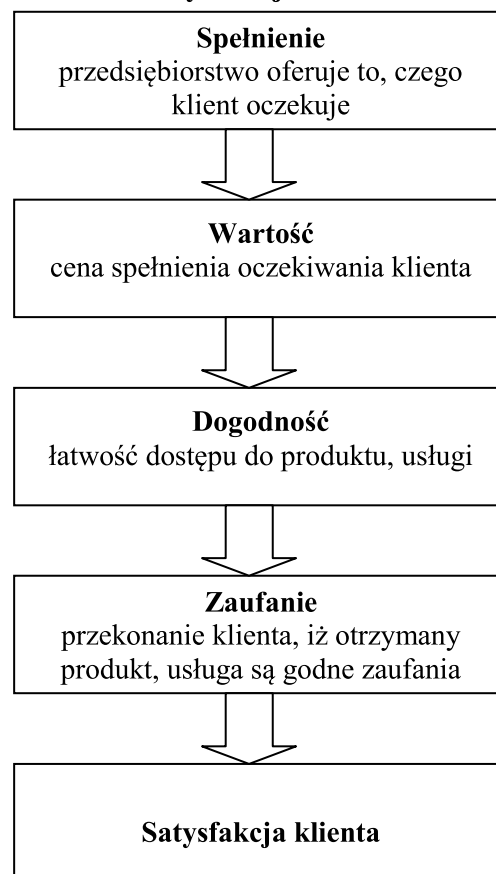 Spełnienie
przedsiębiorstwo oferuje to, czego
klient oczekuje
Wartość
cena spełnienia oczekiwania klienta
Dogodność
łatwość dostępu do produktu, usługi
Zaufanie
przekonanie klienta, iż otrzymany
produkt, usługa są godne zaufania
Satysfakcja klienta